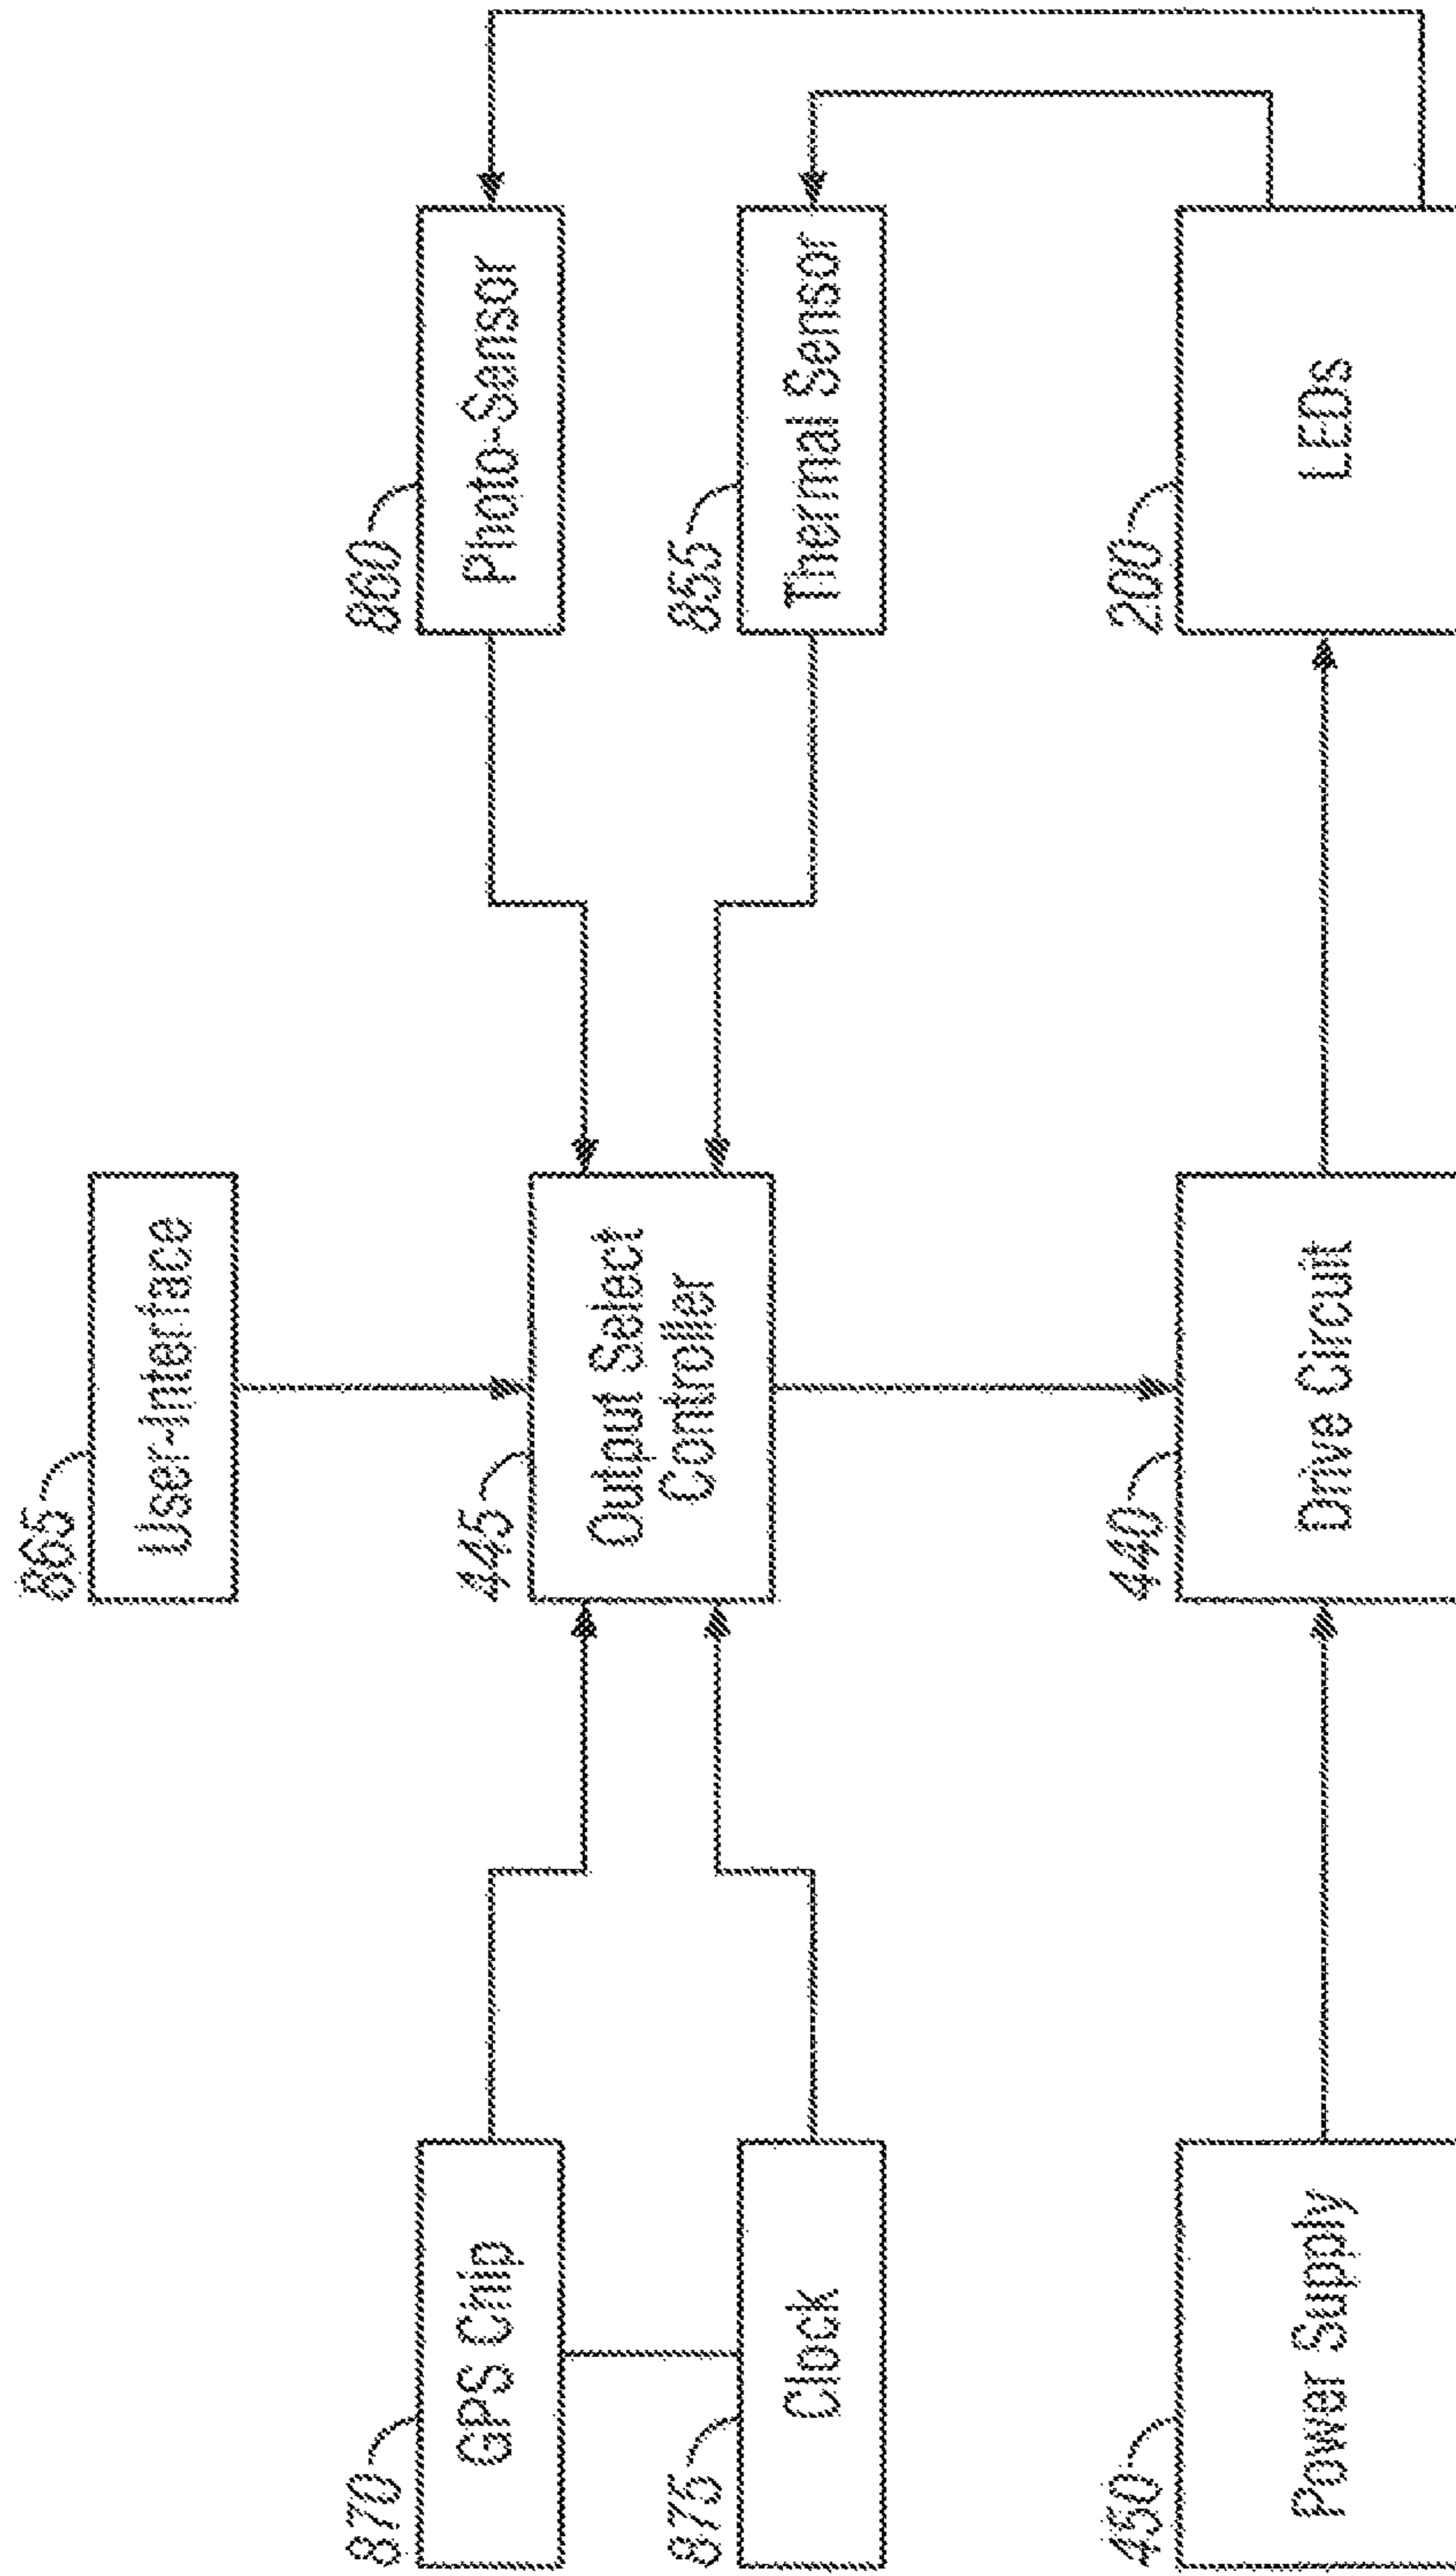 865
User-Interface
870
GPS Chip
445
Output Select
Controller
860
Photo-Sensor
875
Clock
855
Thermal Sensor
450
Power Supply
440
Drive Circuit
200
LEDs